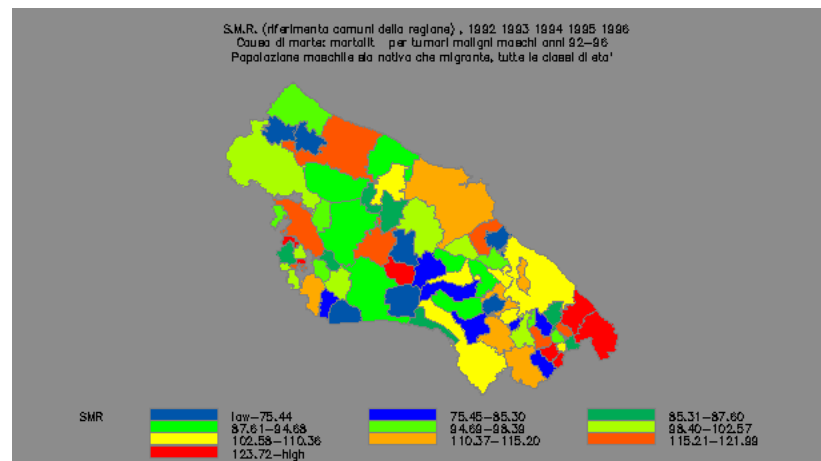 S.M.R. (riferimento comuni della regione) , 1992 1993 1994 1995 1996
Causa di morte: mortalit per tumori maligni maschi anni 92-96
Popolazione maschile sia nativa che migrante, tutte le classi di eta'
SMR low-75.44 75.45-85.30 85.31-87.60
87.61-94.68 94.69-98.39 98.40-102.57
102.58-110.36 110.37-115.20 115.21-121.99
123.72-high